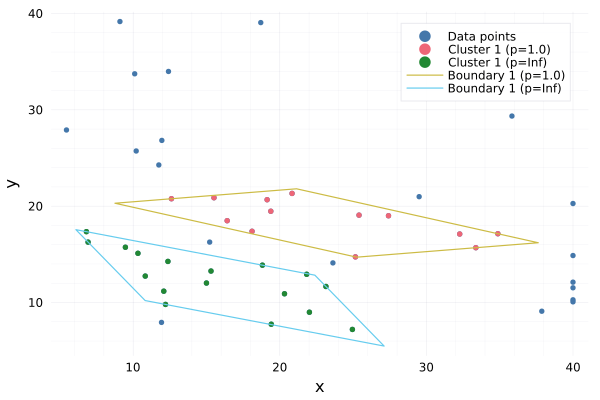 40
30
20
10
y
10
20
30
40
x
Data points
Cluster 1 (p=1.0)
Cluster 1 (p=Inf)
Boundary 1 (p=1.0)
Boundary 1 (p=Inf)